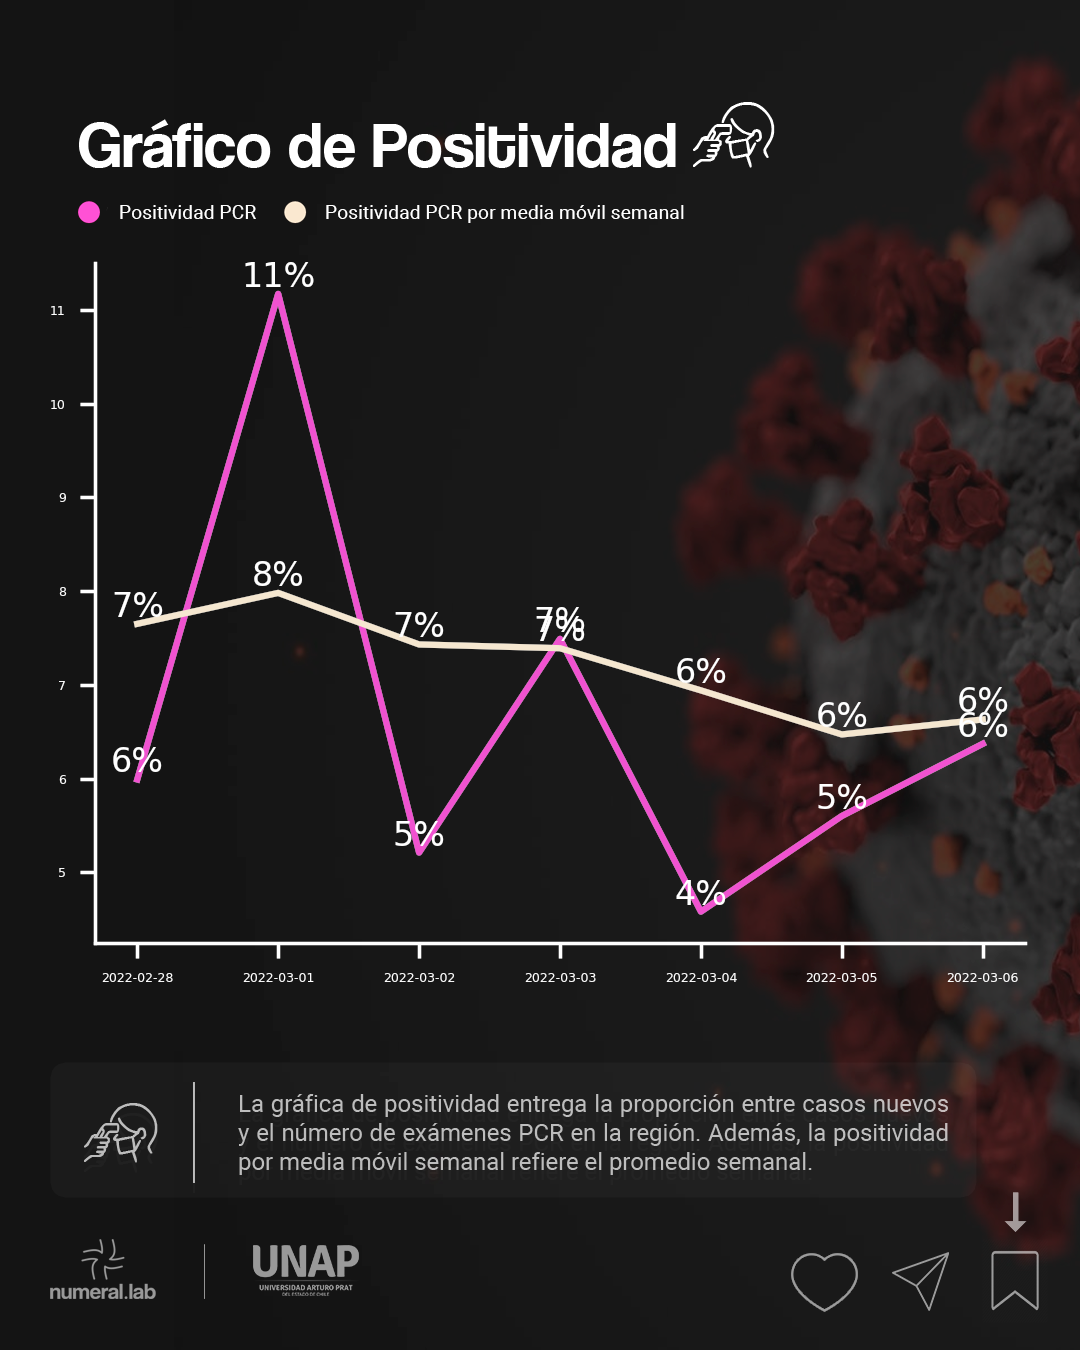 Gráfico de Positividad
Positividad PCR
Positividad PCR por media móvil semanal
11%
11
10
9
8%
8
7%
7%
7%
7%
7
6%
6%
6%
6%
6%
6
5%
5%
5
4%
2022-02-28
2022-03-01
2022-03-02
2022-03-03
2022-03-04
2022-03-05
2022-03-06
La gráfica de positividad entrega la proporción entre casos nuevos
y el número de exámenes PCR en la región. Además, la positividad
por media móvil semanal refiere el promedio semanal.
numeral.lab
UNAP
UNIVERSIDAD ARTURO PRAT
DEL ESTADO DE CHILE